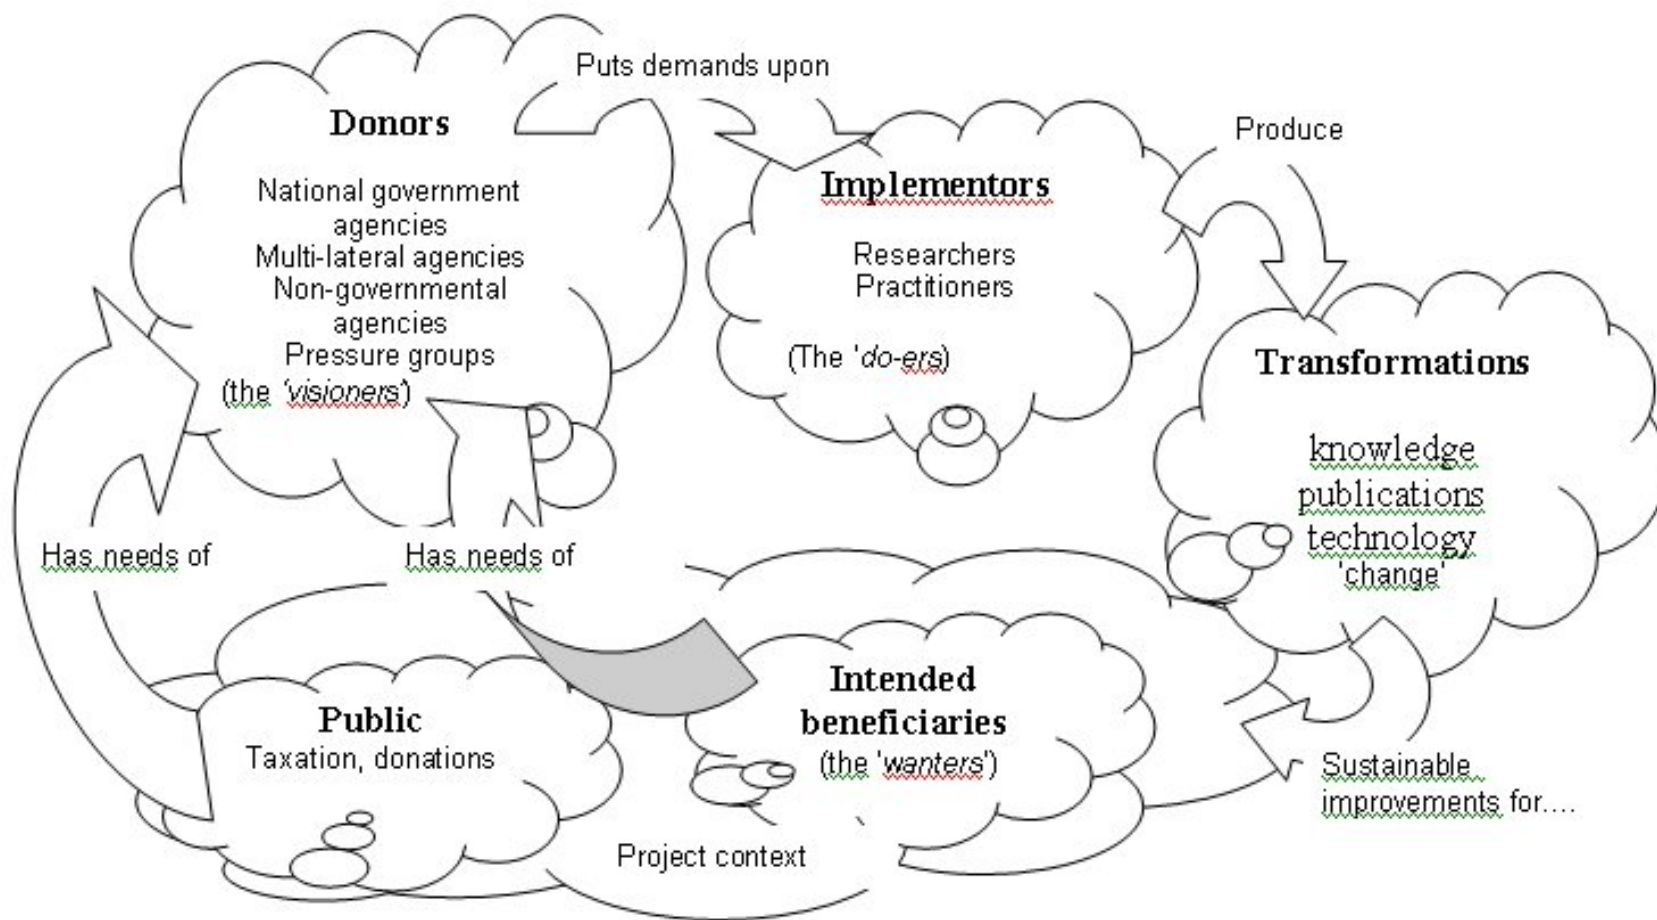 Puts demands upon
Donors
National government
agencies
Multi-lateral agencies
Non-governmental
agencies
Pressure groups
(the 'visioners')
Implementors
Researchers
Practitioners
(The 'do-ers)
Produce
Transformations
knowledge
publications
technology
'change'
Has needs of
Has needs of
Public
Taxation, donations
Intended
beneficiaries
(the 'wanters')
Sustainable
improvements for....
Project context